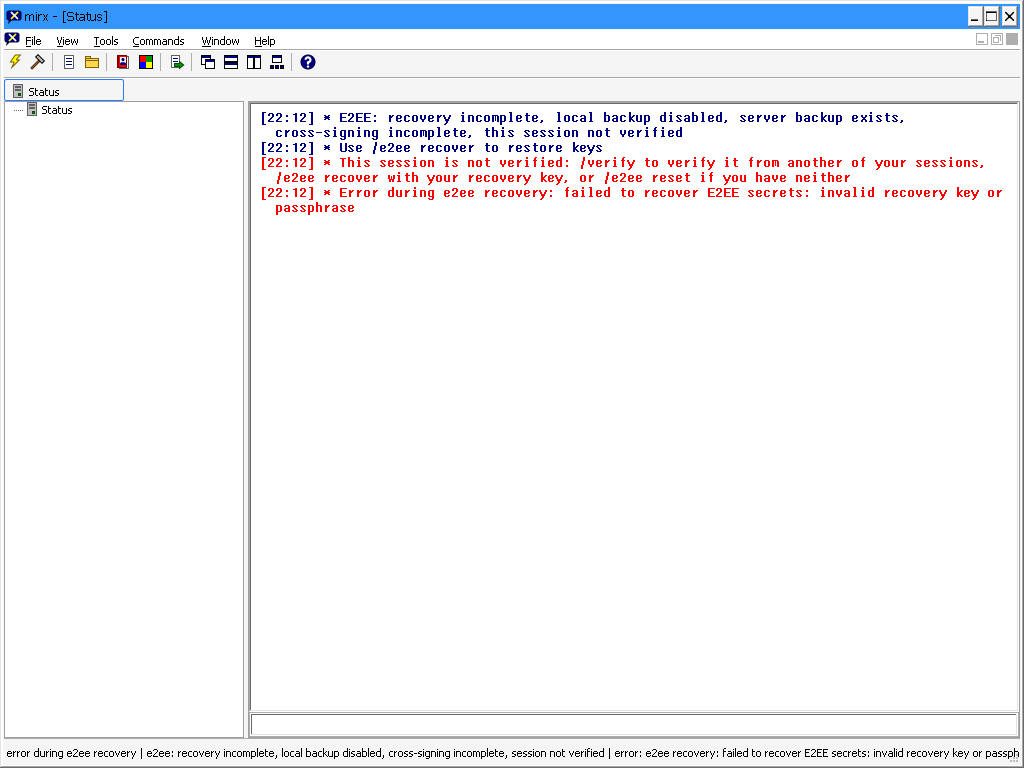 mirx - [Status]
File View Tools Commands Window Help
Status
Status
[22:12] * E2EE: recovery incomplete, local backup disabled, server backup exists,
cross-signing incomplete, this session not verified
[22:12] * Use /e2ee recover to restore keys
[22:12] * This session is not verified: /verify to verify it from another of your sessions,
/e2ee recover with your recovery key, or /e2ee reset if you have neither
[22:12] * Error during e2ee recovery: failed to recover E2EE secrets: invalid recovery key or
passphrase
error during e2ee recovery | e2ee: recovery incomplete, local backup disabled, cross-signing incomplete, session not verified | error: e2ee recovery: failed to recover E2EE secrets: invalid recovery key or passph